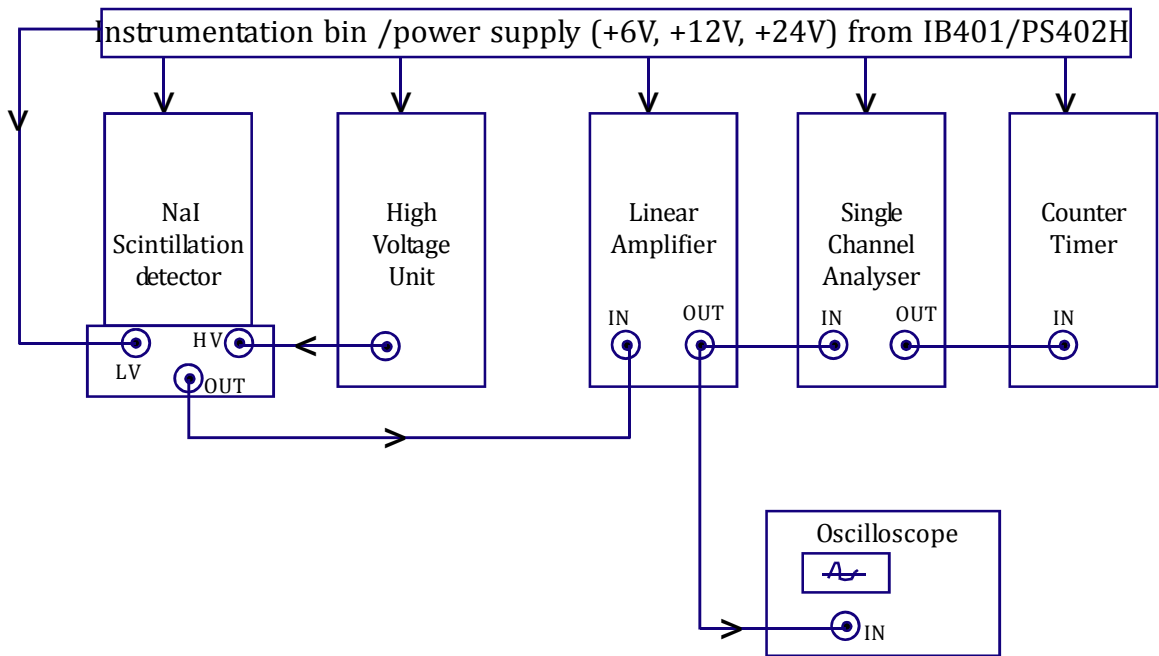 Instrumentation bin /power supply (+6V, +12V, +24V) from IB401/PS402H
NaI
Scintillation
detector
High
Voltage
Unit
Linear
Amplifier
Single
Channel
Analyser
Counter
Timer
LV
HV
OUT
IN
OUT
IN
OUT
IN
Oscilloscope
IN